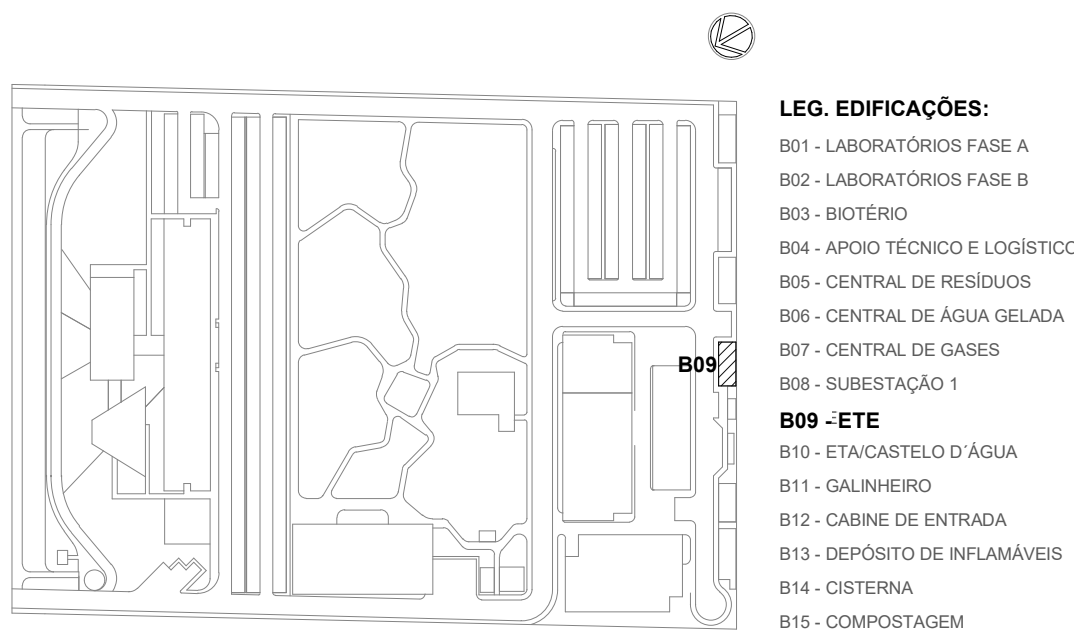 LEG. EDIFICAÇÕES:
B01 - LABORATÓRIOS FASE A
B02 - LABORATÓRIOS FASE B
B03 - BIOTÉRIO
B04 - APOIO TÉCNICO E LOGÍSTICO
B05 - CENTRAL DE RESÍDUOS
B06 - CENTRAL DE ÁGUA GELADA
B07 - CENTRAL DE GASES
B08 - SUBESTAÇÃO 1
B09 - ETE
B10 - ETA/CASTELO D´ÁGUA
B11 - GALINHEIRO
B12 - CABINE DE ENTRADA
B13 - DEPÓSITO DE INFLAMÁVEIS
B14 - CISTERNA
B15 - COMPOSTAGEM
B09